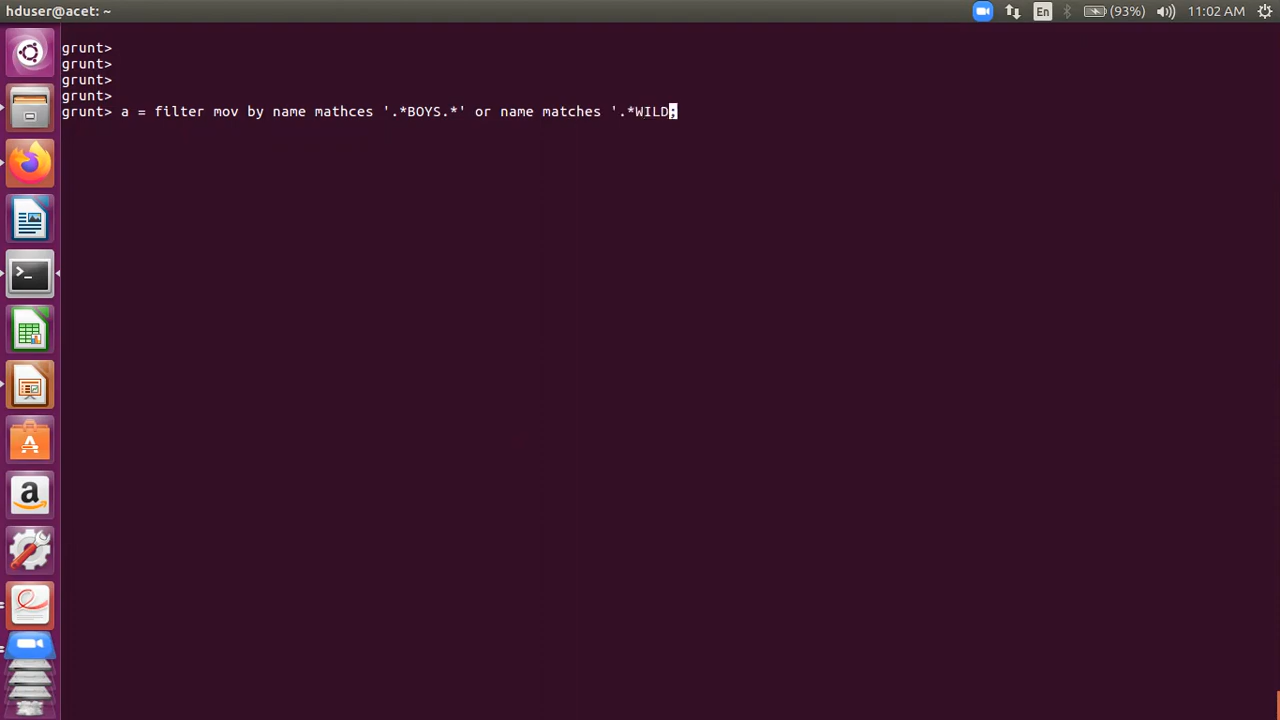 hduser@acet: ~
En
(93%)
11:02 AM
grunt>
grunt>
grunt>
grunt>
grunt> a = filter mov by name mathces '.*BOYS.*' or name matches '.*WILD;